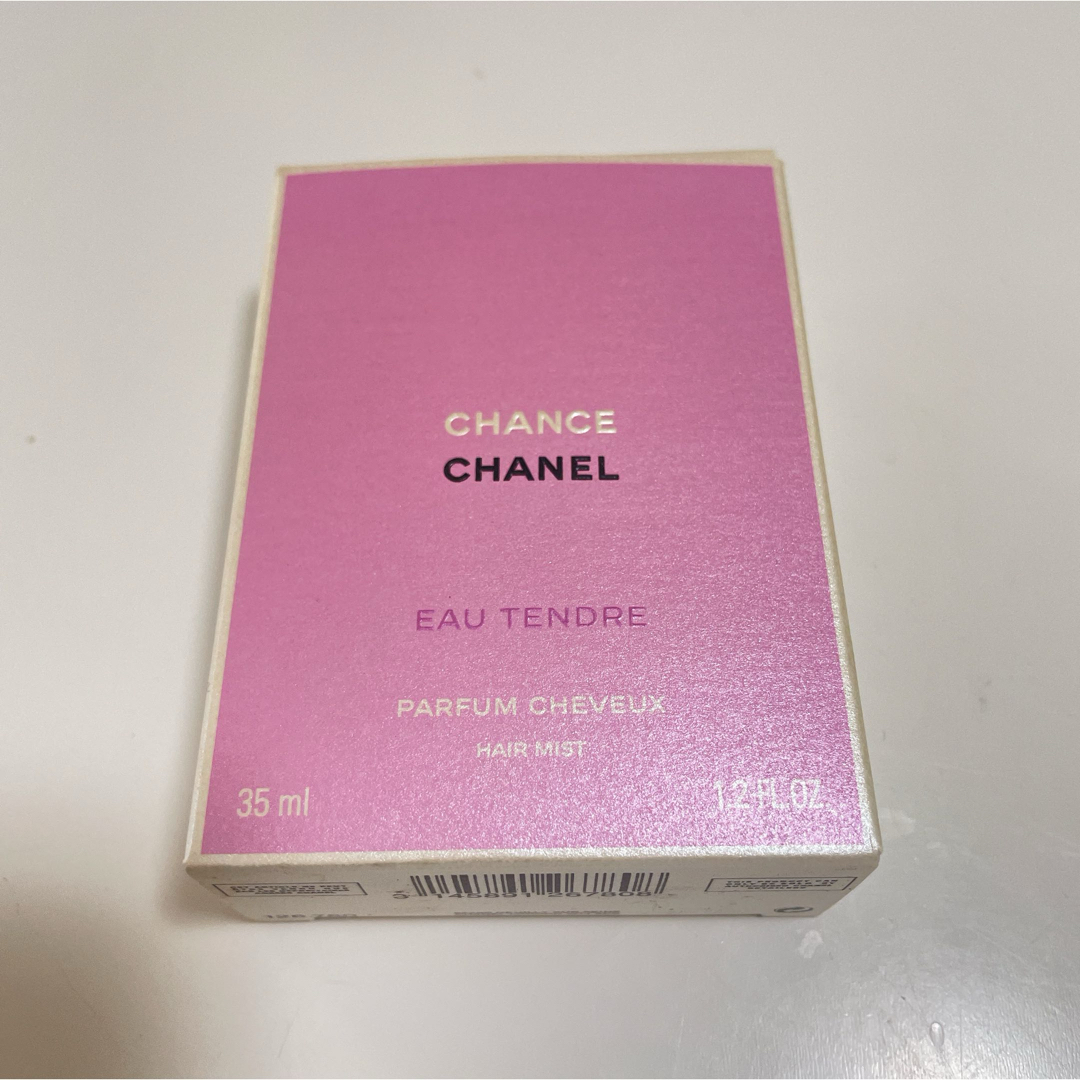 CHANCE
CHANEL
EAU TENDRE
PARFUM CHEVEUX
HAIR MIST
35 ml
1.2 FL.OZ.